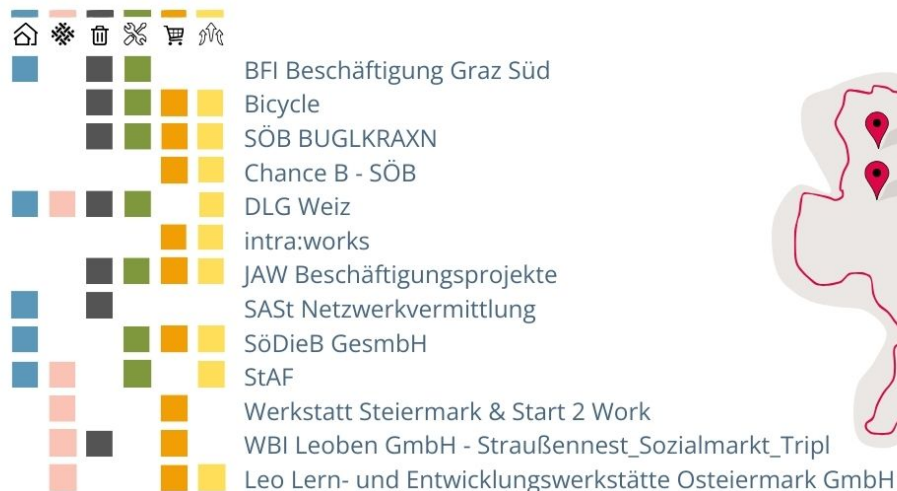 BFI Beschäftigung Graz Süd
Bicycle
SÖB BUGLKRAXN
Chance B - SÖB
DLG Weiz
intra:works
JAW Beschäftigungsprojekte
SASt Netzwerkvermittlung
SöDieB GesmbH
StAF
Werkstatt Steiermark & Start 2 Work
WBI Leoben GmbH - Straußennest_Sozialmarkt_Tripl
Leo Lern- und Entwicklungswerkstätte Osteiermark GmbH